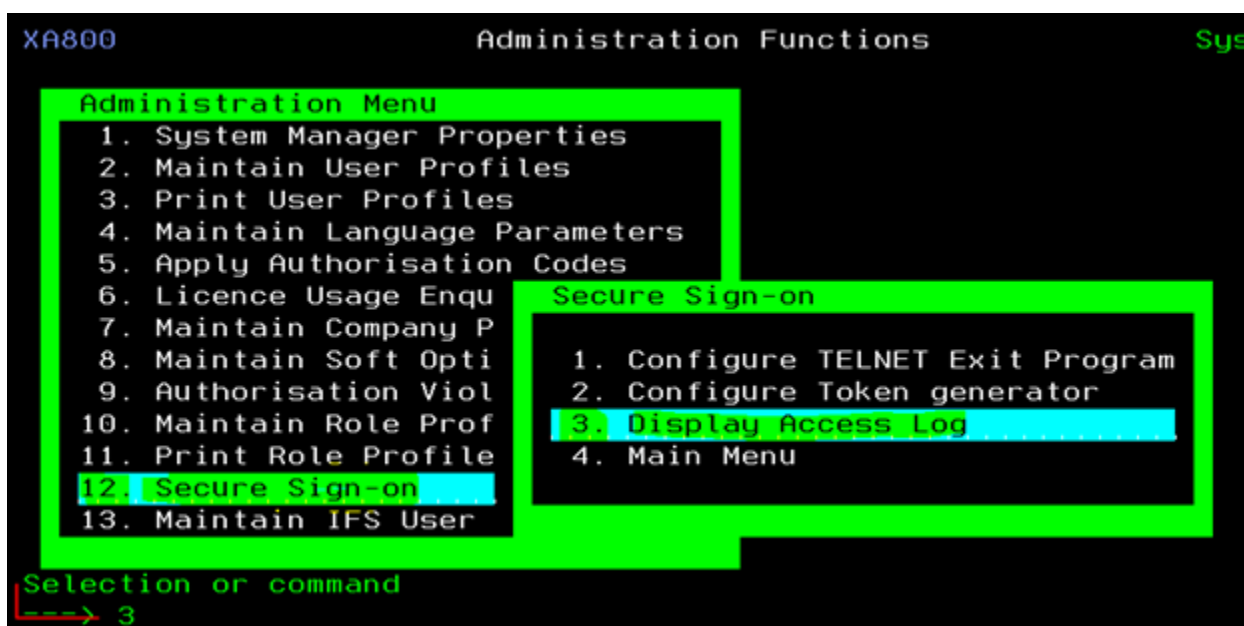 XA800 Administration Functions Sys
Administration Menu
1. System Manager Properties
2. Maintain User Profiles
3. Print User Profiles
4. Maintain Language Parameters
5. Apply Authorisation Codes
6. Licence Usage Enqu
7. Maintain Company P
8. Maintain Soft Opti
9. Authorisation Viol
10. Maintain Role Prof
11. Print Role Profile
12. Secure Sign-on
13. Maintain IFS User
Secure Sign-on
1. Configure TELNET Exit Program
2. Configure Token generator
3. Display Access Log
4. Main Menu
Selection or command
---> 3